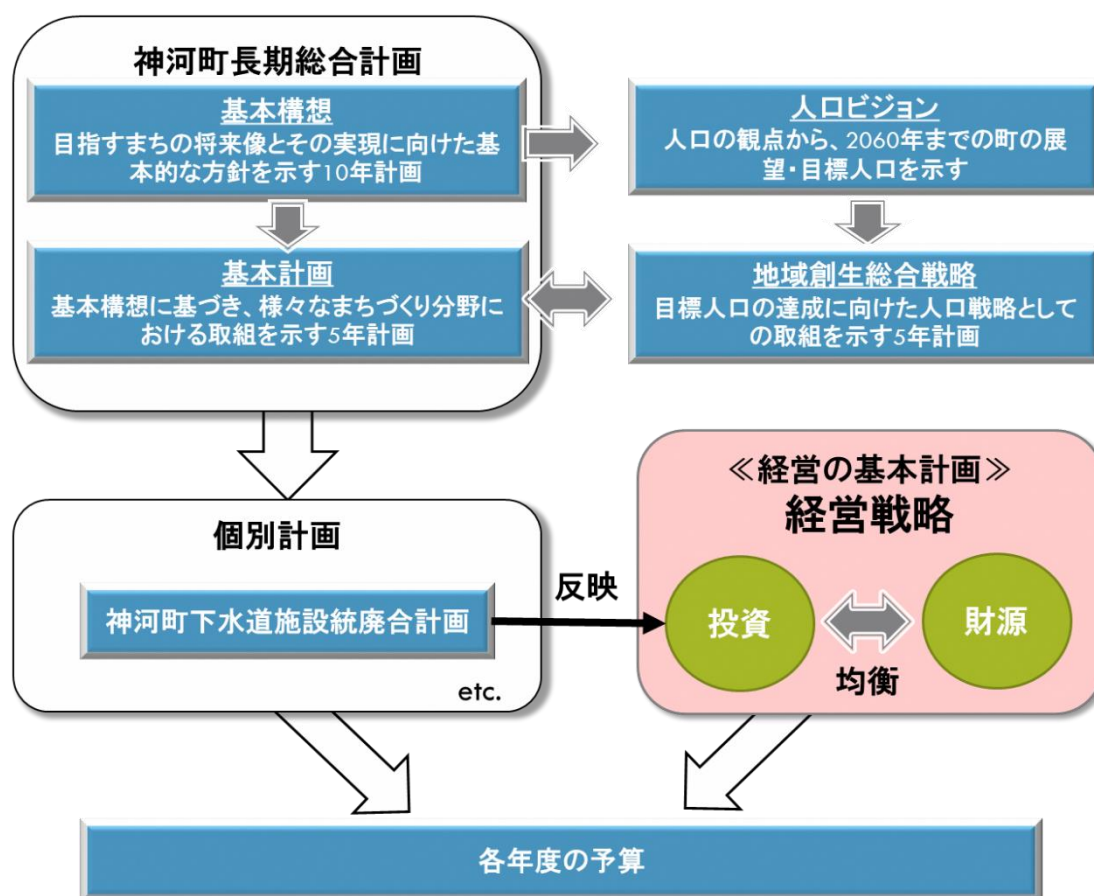 神河町長期総合計画
基本構想
目指すまちの将来像とその実現に向けた基
本的な方針を示す10年計画
人口ビジョン
人口の観点から、2060年までの町の展
望・目標人口を示す
基本計画
基本構想に基づき、様々なまちづくり分野に
おける取組を示す5年計画
地域創生総合戦略
目標人口の達成に向けた人口戦略として
の取組を示す5年計画
個別計画
神河町下水道施設統廃合計画
etc.
反映
≪経営の基本計画≫
経営戦略
投資
財源
均衡
各年度の予算